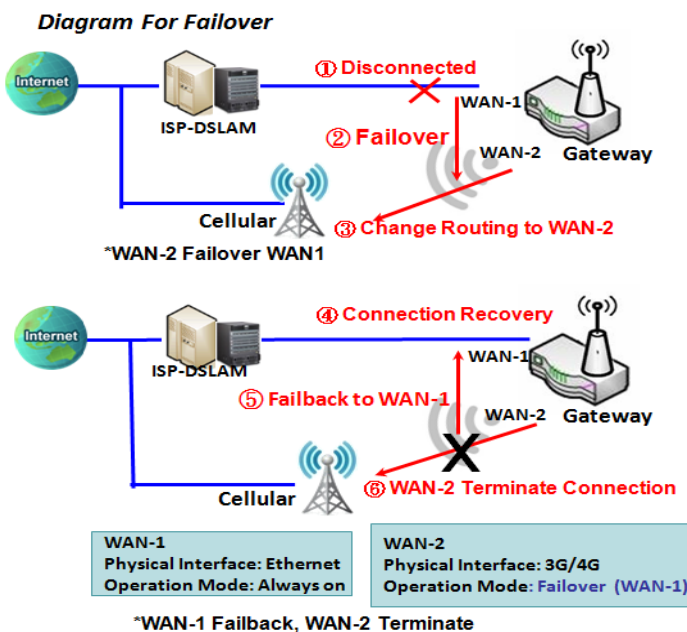 Diagram For Failover
Internet
① Disconnected
ISP-DSLAM
WAN-1
② Failover
WAN-2
Gateway
Cellular
③ Change Routing to WAN-2
*WAN-2 Failover WAN1
Internet
④ Connection Recovery
ISP-DSLAM
WAN-1
⑤ Failback to WAN-1
WAN-2
Gateway
Cellular
⑥ WAN-2 Terminate Connection
WAN-1
Physical Interface: Ethernet
Operation Mode: Always on
WAN-2
Physical Interface: 3G/4G
Operation Mode: Failover (WAN-1)
*WAN-1 Failback, WAN-2 Terminate